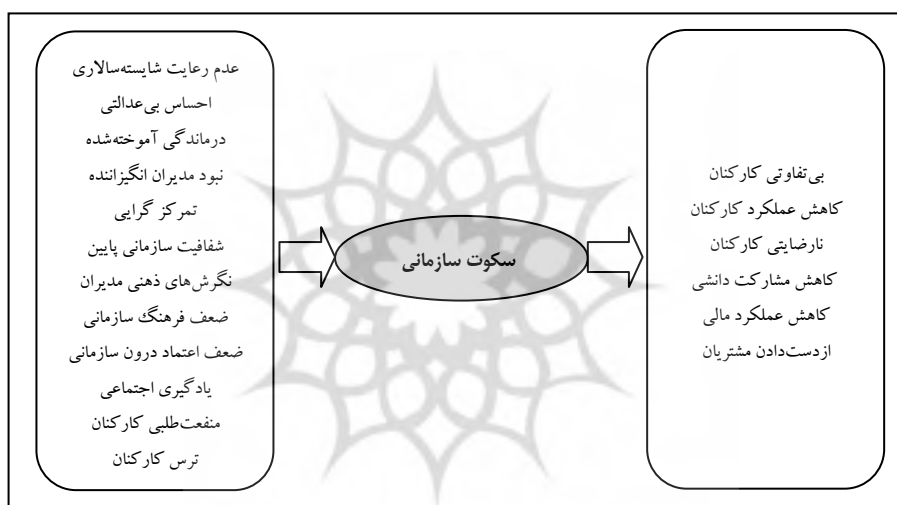 عدم رعایت شایسته‌سالاری
احساس بی‌عدالتی
درماندگی آموخته‌شده
نبود مدیران انگیزاننده
تمرکز گرایی
شفافیت سازمانی پایین
نگرش‌های ذهنی مدیران
ضعف فرهنگ سازمانی
ضعف اعتماد درون سازمانی
یادگیری اجتماعی
منفعت‌طلبی کارکنان
ترس کارکنان
سکوت سازمانی
بی‌تفاوتی کارکنان
کاهش عملکرد کارکنان
نارضایتی کارکنان
کاهش مشارکت دانشی
کاهش عملکرد مالی
ازدست‌دادن مشتریان